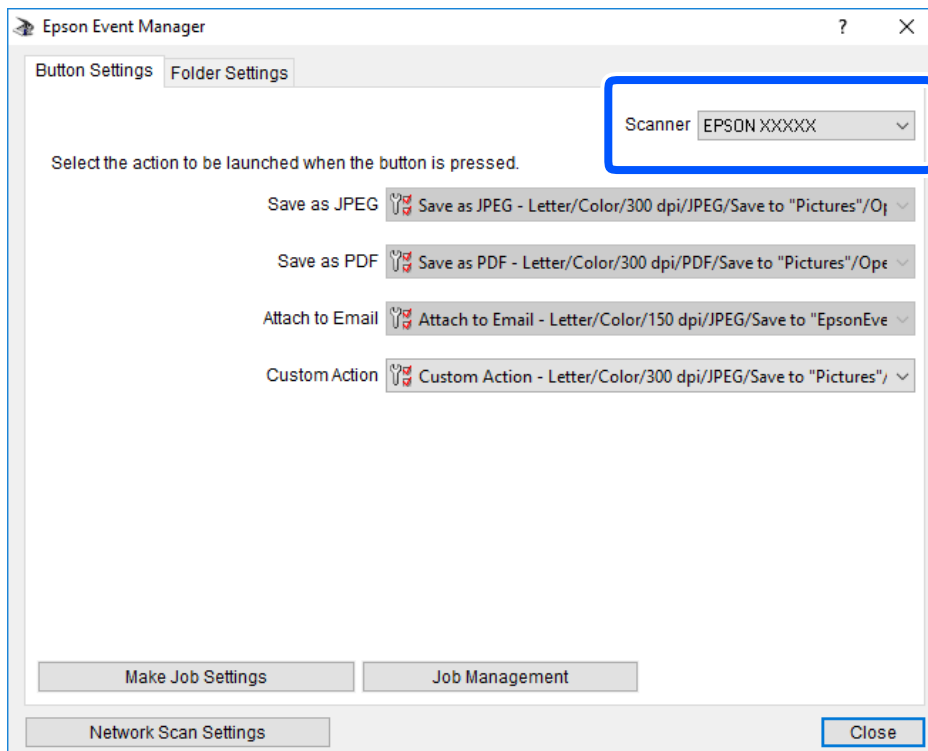 Epson Event Manager
?
Button Settings Folder Settings
Scanner EPSON XXXXX
Select the action to be launched when the button is pressed.
Save as JPEG Save as JPEG - Letter/Color/300 dpi/JPEG/Save to "Pictures"/Op
Save as PDF Save as PDF - Letter/Color/300 dpi/PDF/Save to "Pictures"/Ope
Attach to Email Attach to Email - Letter/Color/150 dpi/JPEG/Save to "EpsonEve
Custom Action Custom Action - Letter/Color/300 dpi/JPEG/Save to "Pictures"/
Make Job Settings Job Management
Network Scan Settings Close